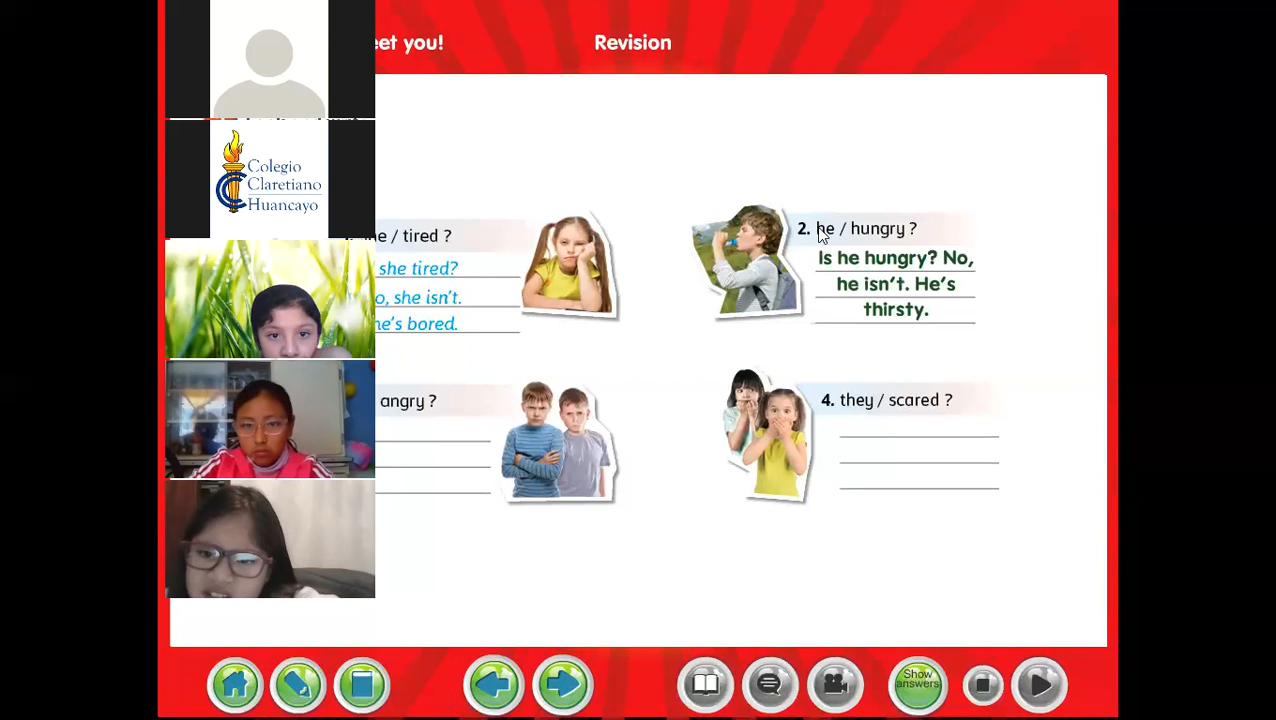 eet you!
Revision
Colegio
Claretiano
Huancayo
he / tired ?
she tired?
o, she isn't.
he's bored.
2. he / hungry ?
Is he hungry? No,
he isn't. He's
thirsty.
angry ?
4. they / scared ?
Show
answers